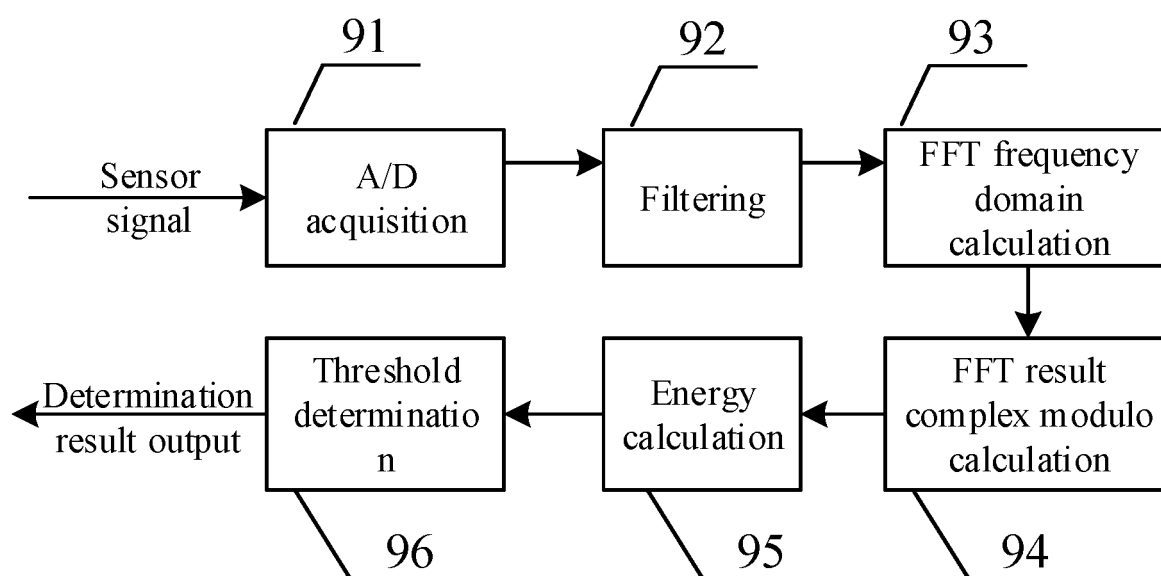 91
92
93
Sensor
signal
A/D
acquisition
Filtering
FFT frequency
domain
calculation
Determination
result output
Threshold
determinatio
n
Energy
calculation
FFT result
complex modulo
calculation
96
95
94